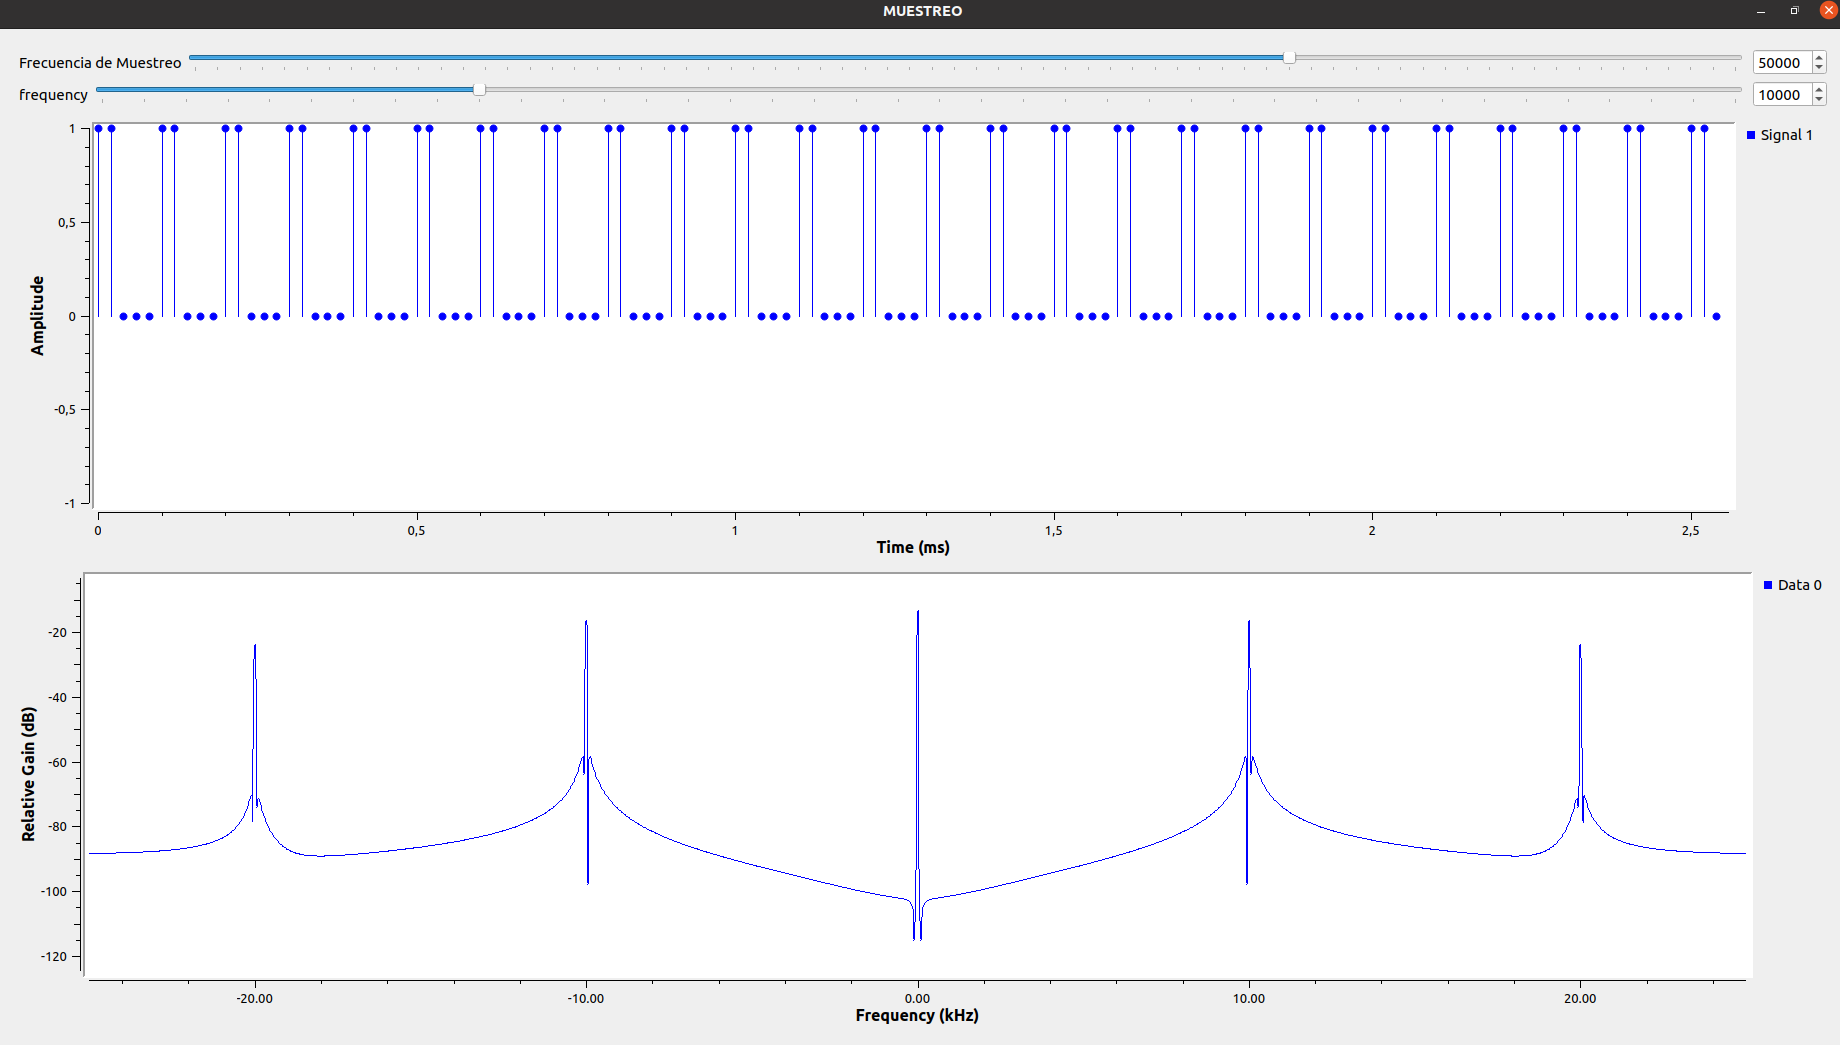 MUESTREO
Frecuencia de Muestreo
50000
frequency
10000
1
0,5
0
-0,5
-1
Amplitude
Signal 1
0
0,5
1
1,5
2
2,5
Time (ms)
-20
-40
-60
-80
-100
-120
Relative Gain (dB)
Data 0
-20.00
-10.00
0.00
10.00
20.00
Frequency (kHz)